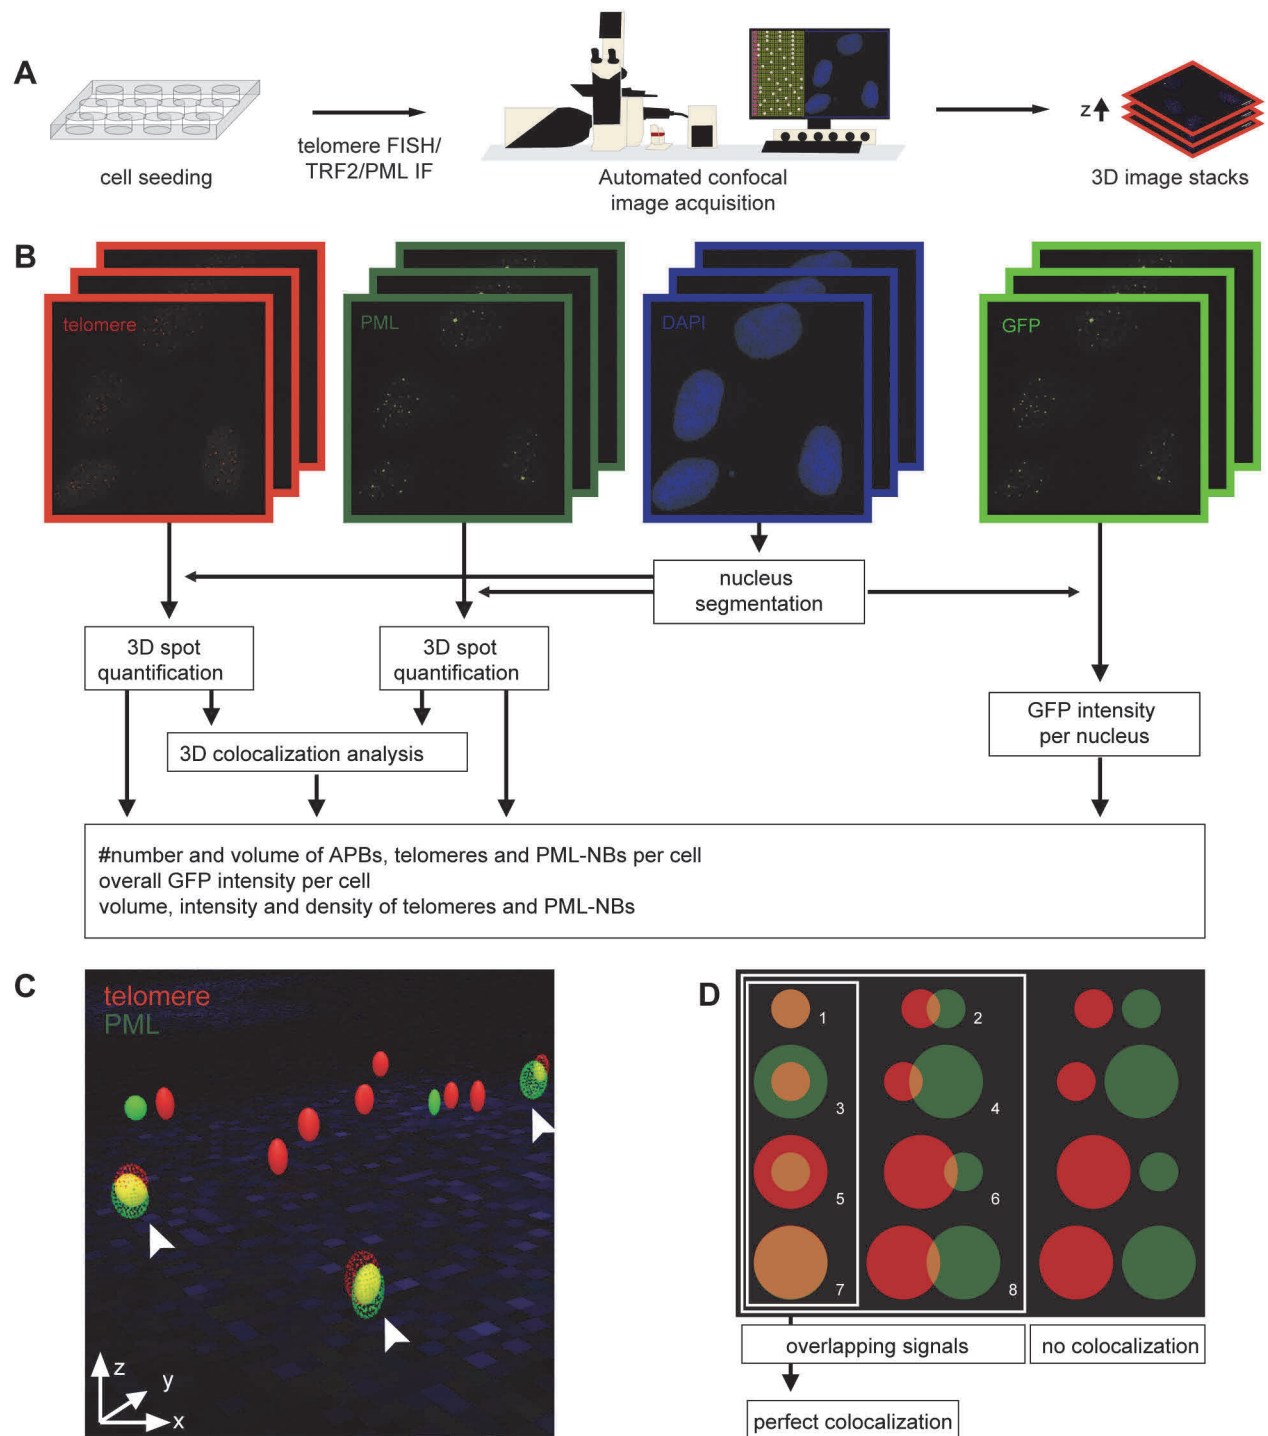 A
cell seeding
telomere FISH/
TRF2/PML IF
Automated confocal
image acquisition
z
3D image stacks
B
telomere
PML
DAPI
GFP
nucleus
segmentation
3D spot
quantification
3D spot
quantification
3D colocalization analysis
GFP intensity
per nucleus
#number and volume of APBs, telomeres and PML-NBs per cell
overall GFP intensity per cell
volume, intensity and density of telomeres and PML-NBs
C
telomere
PML
z
y
x
D
1
2
3
4
5
6
7
8
overlapping signals
no colocalization
perfect colocalization